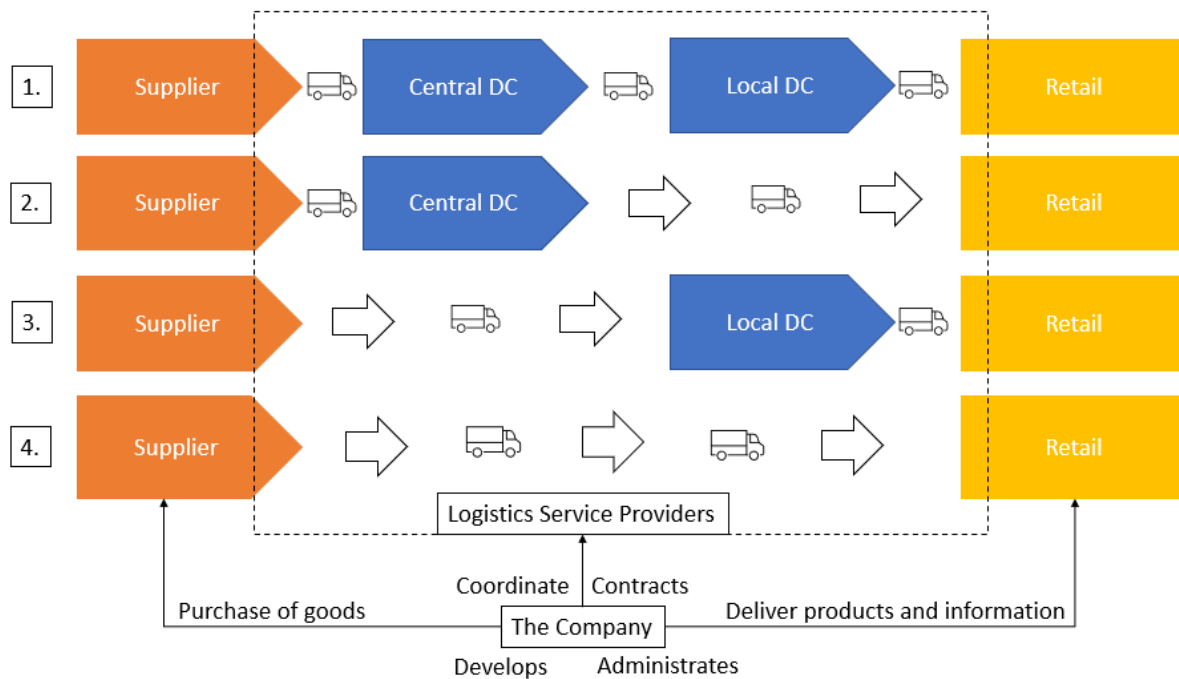 1.
Supplier
Central DC
Local DC
Retail
2.
Supplier
Central DC
Retail
3.
Supplier
Local DC
Retail
4.
Supplier
Retail
Logistics Service Providers
Coordinate
Contracts
Purchase of goods
Deliver products and information
The Company
Develops
Administrates